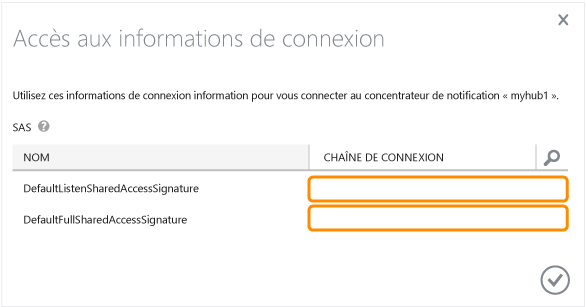 Accès aux informations de connexion
Utilisez ces informations de connexion information pour vous connecter au concentrateur de notification « myhub1 ».
SAS ?
NOM CHAÎNE DE CONNEXION
DefaultListenSharedAccessSignature
DefaultFullSharedAccessSignature